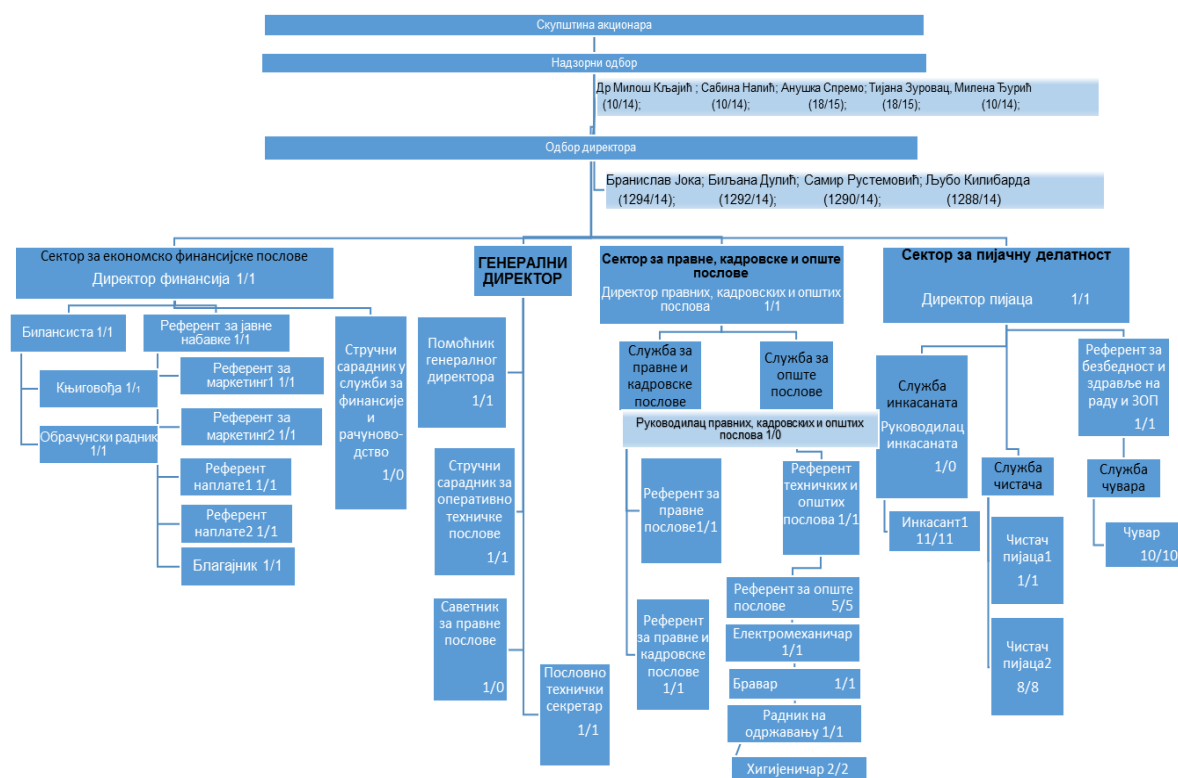 Скупштина акционара
Надзорни одбор
Др Милош Кљајић ; Сабина Налић; Анушка Спремо; Тијана Зуровац, Милена Ђурић
(10/14); (10/14); (18/15); (18/15); (10/14);
Одбор директора
Бранислав Јока; Биљана Дулић; Самир Рустемовић; Љубо Килибарда
(1294/14); (1292/14); (1290/14); (1288/14)
Сектор за економско финансијске послове
Директор финансија 1/1
Билансиста 1/1
Референт за јавне
набавке 1/1
Књиговођа 1/1
Обрачунски радник
1/1
Референт за
маркетинг1 1/1
Референт за
маркетинг2 1/1
Референт
наплате1 1/1
Референт
наплате2 1/1
Благајник 1/1
Стручни
сарадник у
служби за
финансије
и
рачуново-
дство
1/0
ГЕНЕРАЛНИ
ДИРЕКТОР
Помоћник
генералног
директора
1/1
Стручни
сарадник за
оперативно
техничке
послове
1/1
Саветник
за правне
послове
1/0
Пословно
технички
секретар
1/1
Сектор за правне, кадровске и опште
послове
Директор правних, кадровских и општих
послова 1/1
Служба за
правне и
кадровске
послове
Служба за
опште
послове
Руководилац правних, кадровских и општих
послова 1/0
Референт за
правне
послове1/1
Референт
за правне и
кадровске
послове
1/1
Референт
техничких и
општих
послова 1/1
Референт за опште
послове 5/5
Електромеханичар
1/1
Бравар 1/1
Радник на
одржавању 1/1
Хигијеничар 2/2
Сектор за пијачну делатност
Директор пијаца 1/1
Служба
инкасаната
Руководилац
инкасаната
1/0
Инкасант1
11/11
Служба
чистача
Чистач
пијаца1
1/1
Чистач
пијаца2
8/8
Референт за
безбедност и
здравље на
раду и ЗОП
1/1
Служба
чувара
Чувар
10/10